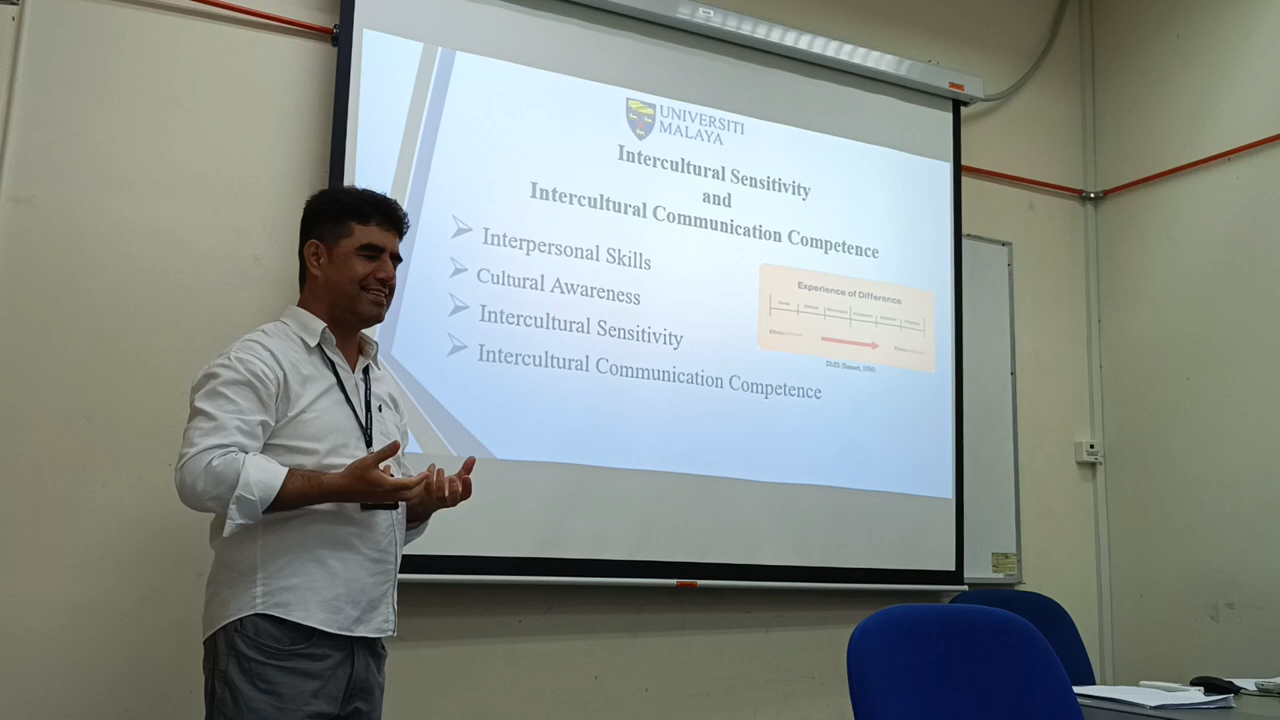 UNIVERSITI
MALAYA
Intercultural Sensitivity
and
Intercultural Communication Competence
Interpersonal Skills
Cultural Awareness
Intercultural Sensitivity
Intercultural Communication Competence
Experience of Difference